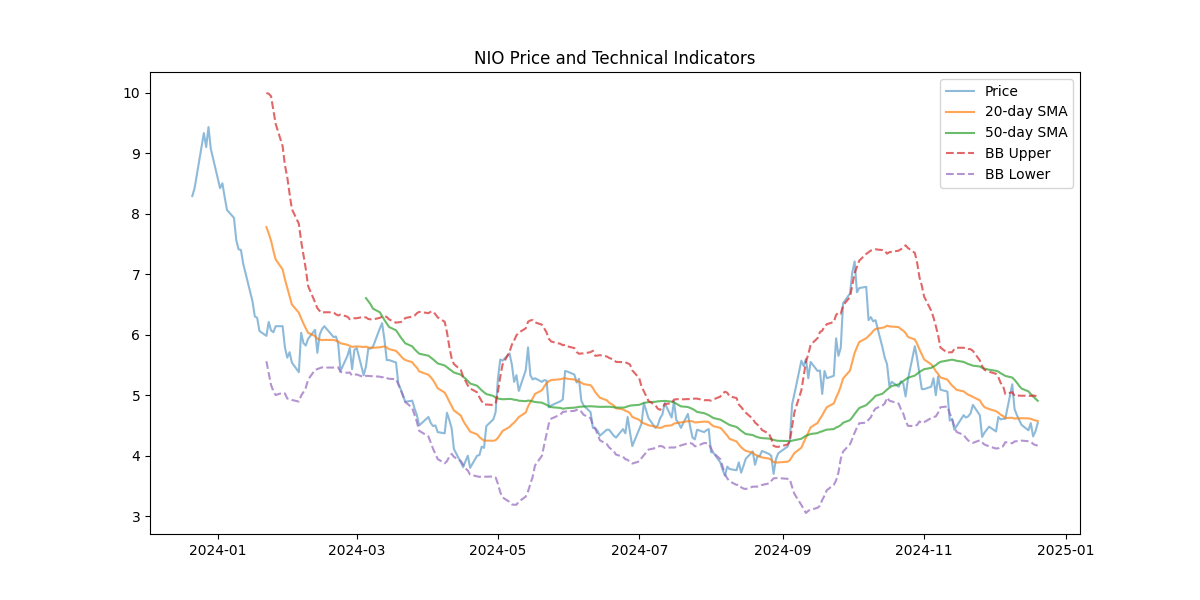 NIO Price and Technical Indicators
Price
20-day SMA
50-day SMA
BB Upper
BB Lower
10
9
8
7
6
5
4
3
2024-01
2024-03
2024-05
2024-07
2024-09
2024-11
2025-01